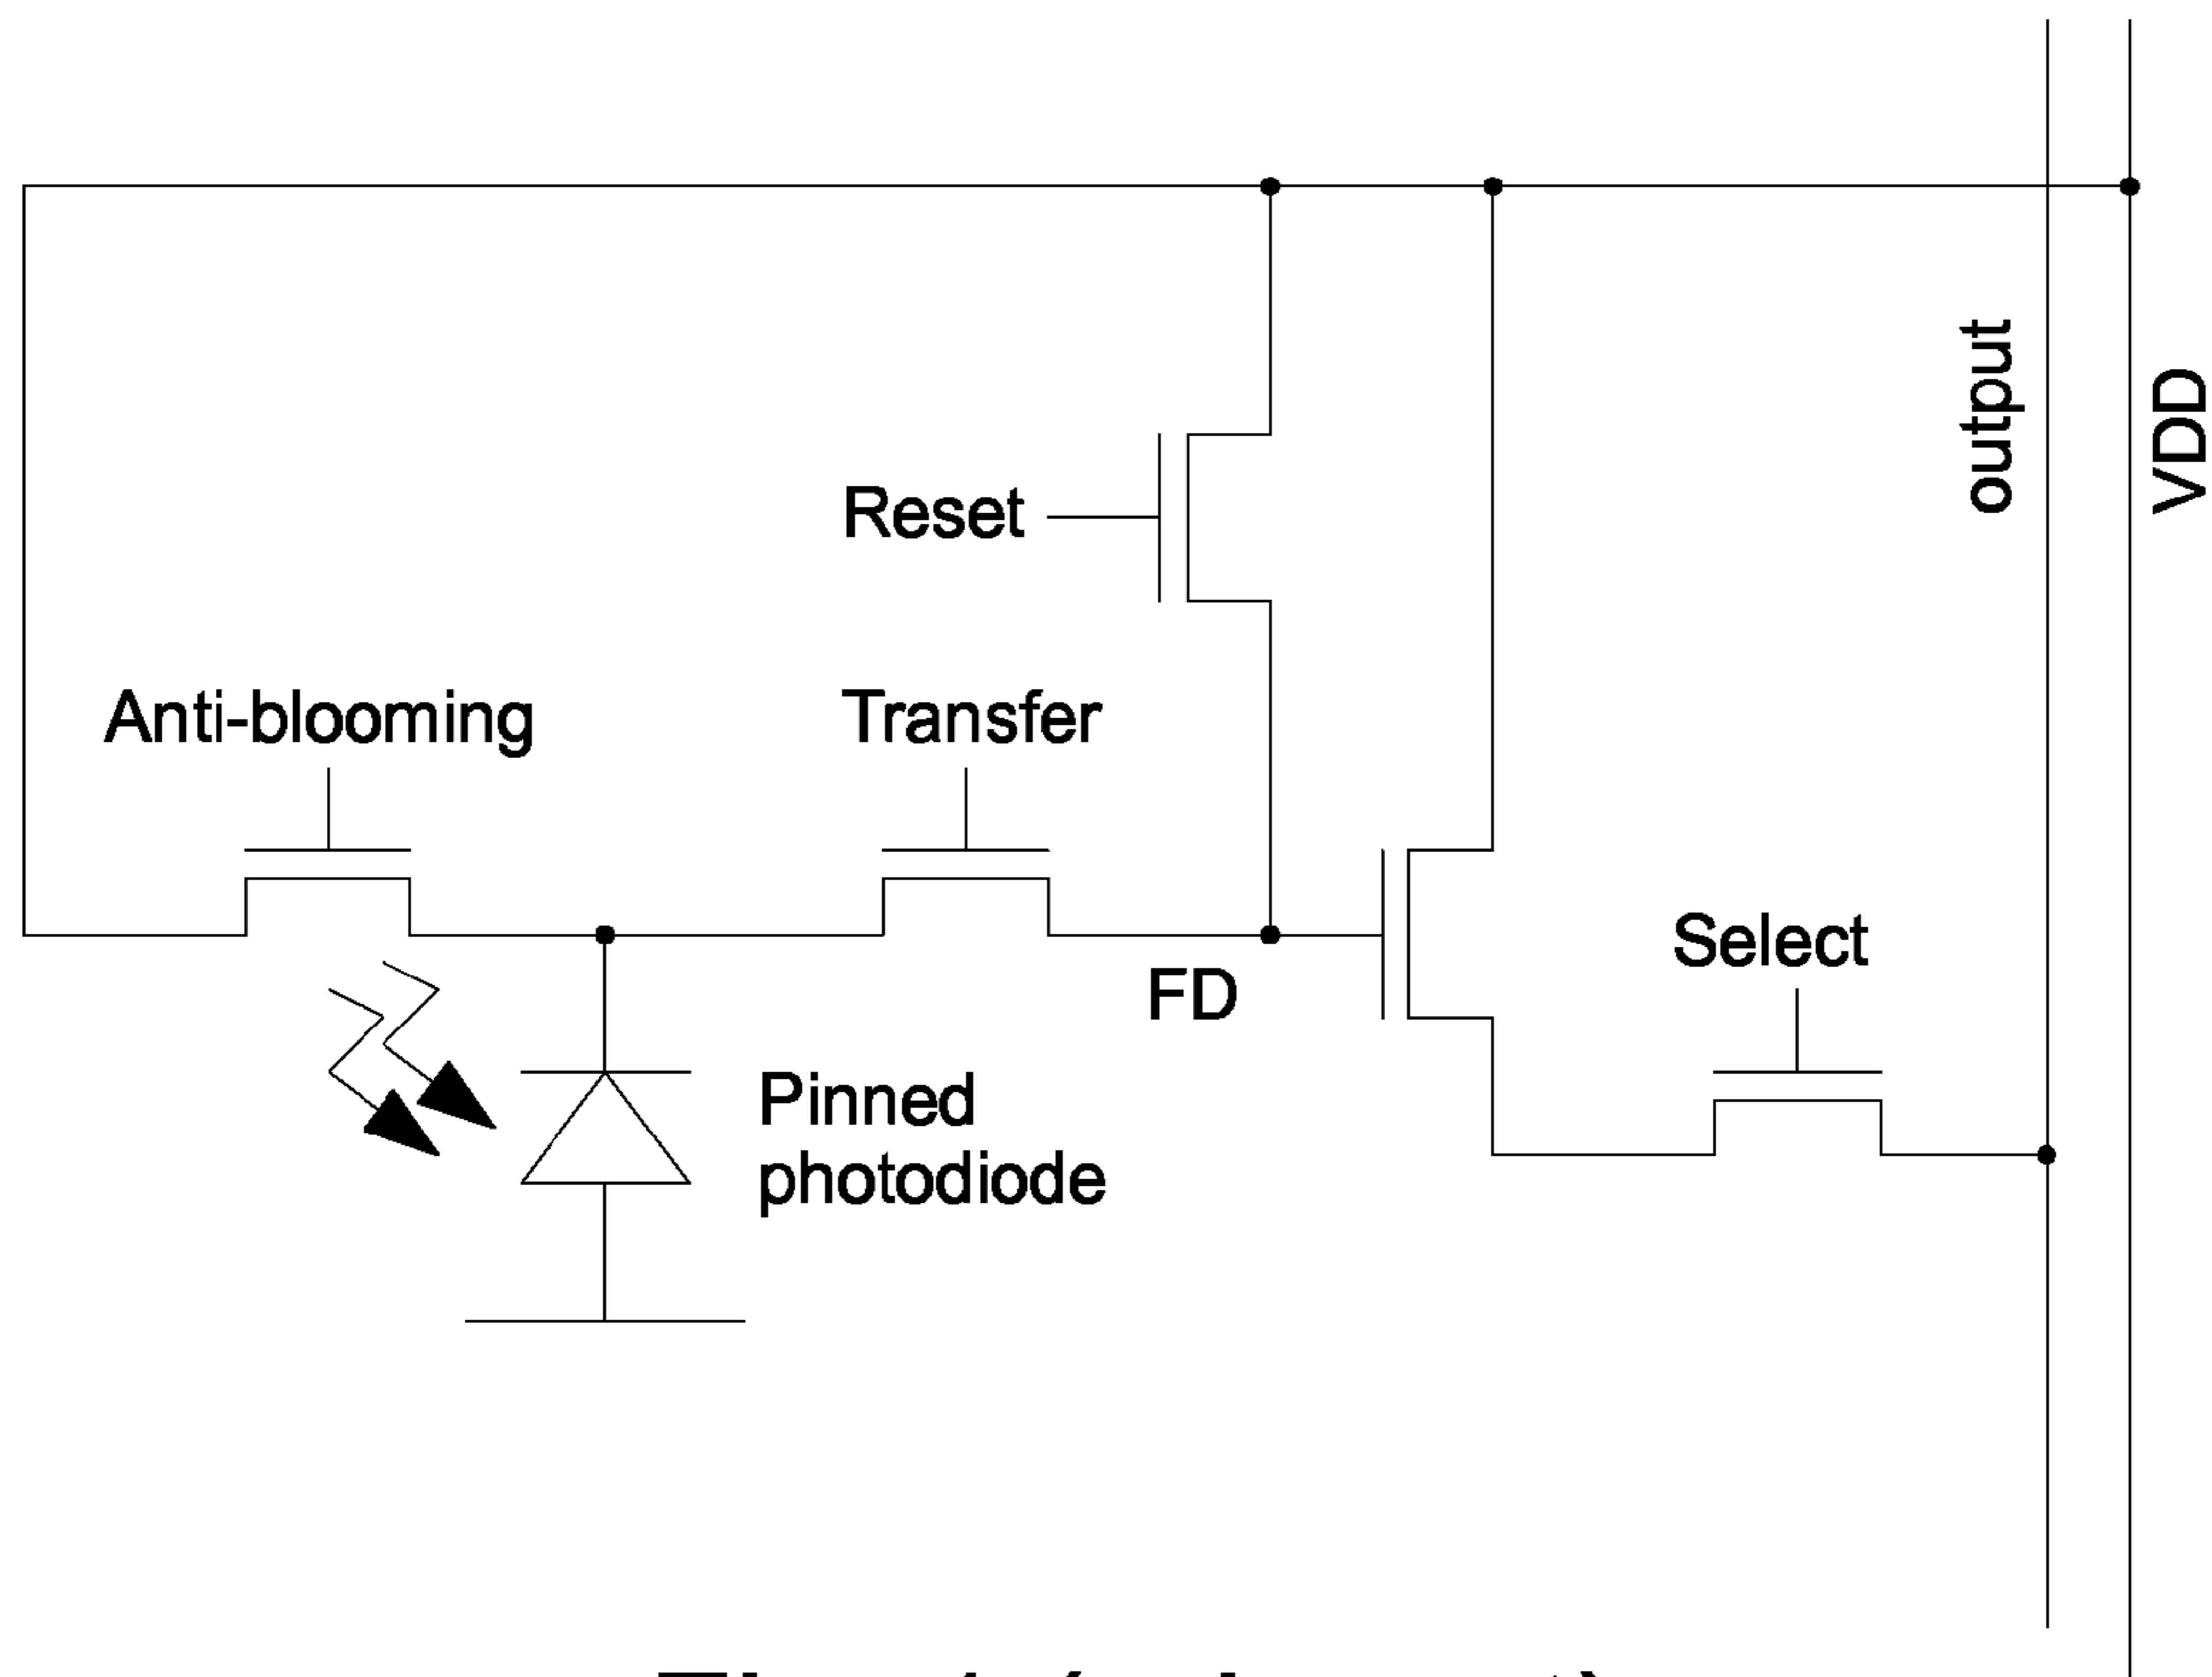 output
VDD
Reset
Anti-blooming
Transfer
Select
FD
Pinned
photodiode